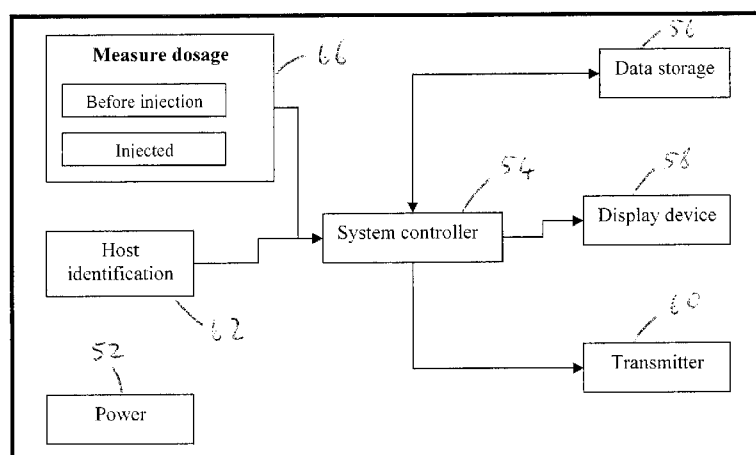 Measure dosage
66
Before injection
Injected
56
Data storage
54
System controller
58
Display device
Host
identification
62
60
Transmitter
52
Power